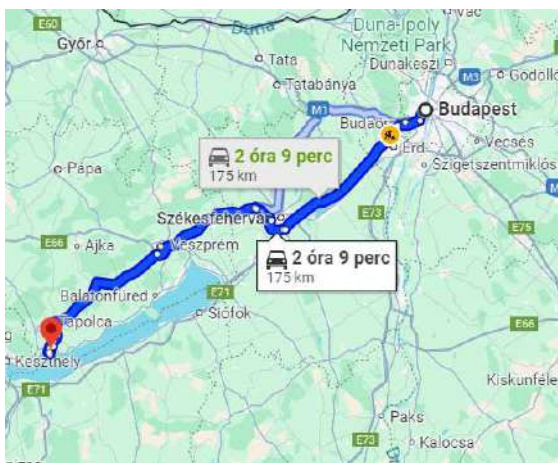 E60
Duna
Duna-Ipoly
Nemzeti Park
Vác
Győr
Tata
Dunakeszi
Gödöllő
Tatabánya
M3
M1
Budapest
Budaörs
Érd
Vecsés
Szigetszentmiklós
Pápa
2 óra 9 perc
175 km
Székesfehérvár
E73
E75
E66
Ajka
Veszprém
2 óra 9 perc
175 km
Balatonfüred
E71
Siófok
Tapolca
E66
Keszthely
E71
Kiskunféle
Paks
E73
Kalocsa